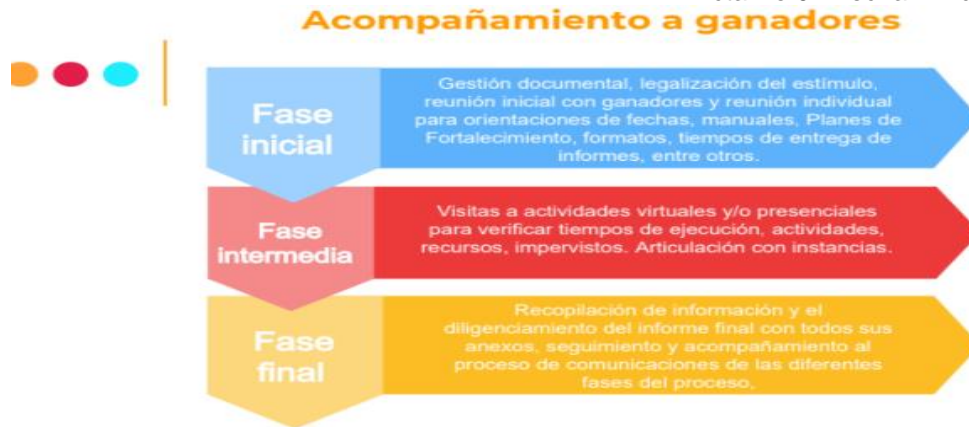 Acompañamiento a ganadores
Fase
inicial
Gestión documental, legalización del estímulo,
reunión inicial con ganadores y reunión individual
para orientaciones de fechas, manuales, Planes de
Fortalecimiento, formatos, tiempos de entrega de
informes, entre otros.
Fase
intermedia
Visitas a actividades virtuales y/o presenciales
para verificar tiempos de ejecución, actividades,
recursos, impervistos. Articulación con instancias.
Fase
final
Recopilación de información y el
diligenciamiento del informe final con todos sus
anexos, seguimiento y acompañamiento al
proceso de comunicaciones de las diferentes
fases del proceso,